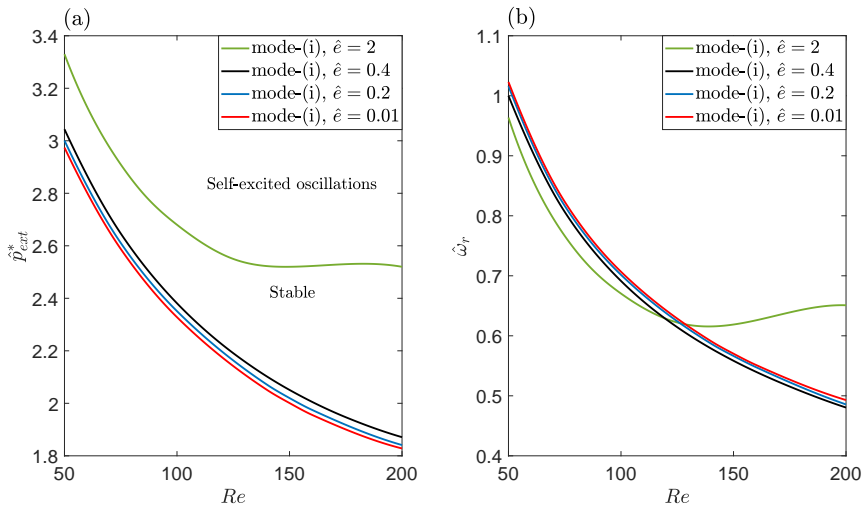 (a)
3.4
3.2
3
2.8
2.6
2.4
2.2
2
1.8
p̂*ext
mode-(i), ê = 2
mode-(i), ê = 0.4
mode-(i), ê = 0.2
mode-(i), ê = 0.01
Self-excited oscillations
Stable
50 100 150 200
Re
(b)
1.1
1
0.9
0.8
0.7
0.6
0.5
0.4
ω̂r
mode-(i), ê = 2
mode-(i), ê = 0.4
mode-(i), ê = 0.2
mode-(i), ê = 0.01
50 100 150 200
Re